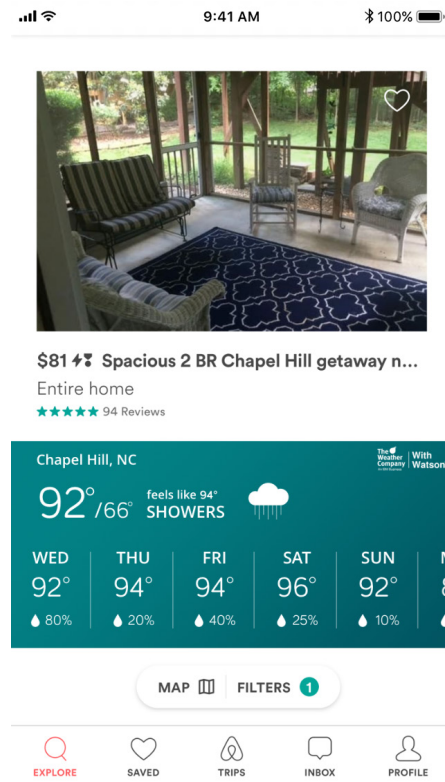 9:41 AM 100%
$81 Spacious 2 BR Chapel Hill getaway n...
Entire home
94 Reviews
Chapel Hill, NC
The Weather Company
With Watson
92°/66°
feels like 94°
SHOWERS
WED THU FRI SAT SUN M
92° 94° 94° 96° 92° 8
80% 20% 40% 25% 10%
MAP FILTERS 1
EXPLORE SAVED TRIPS INBOX PROFILE